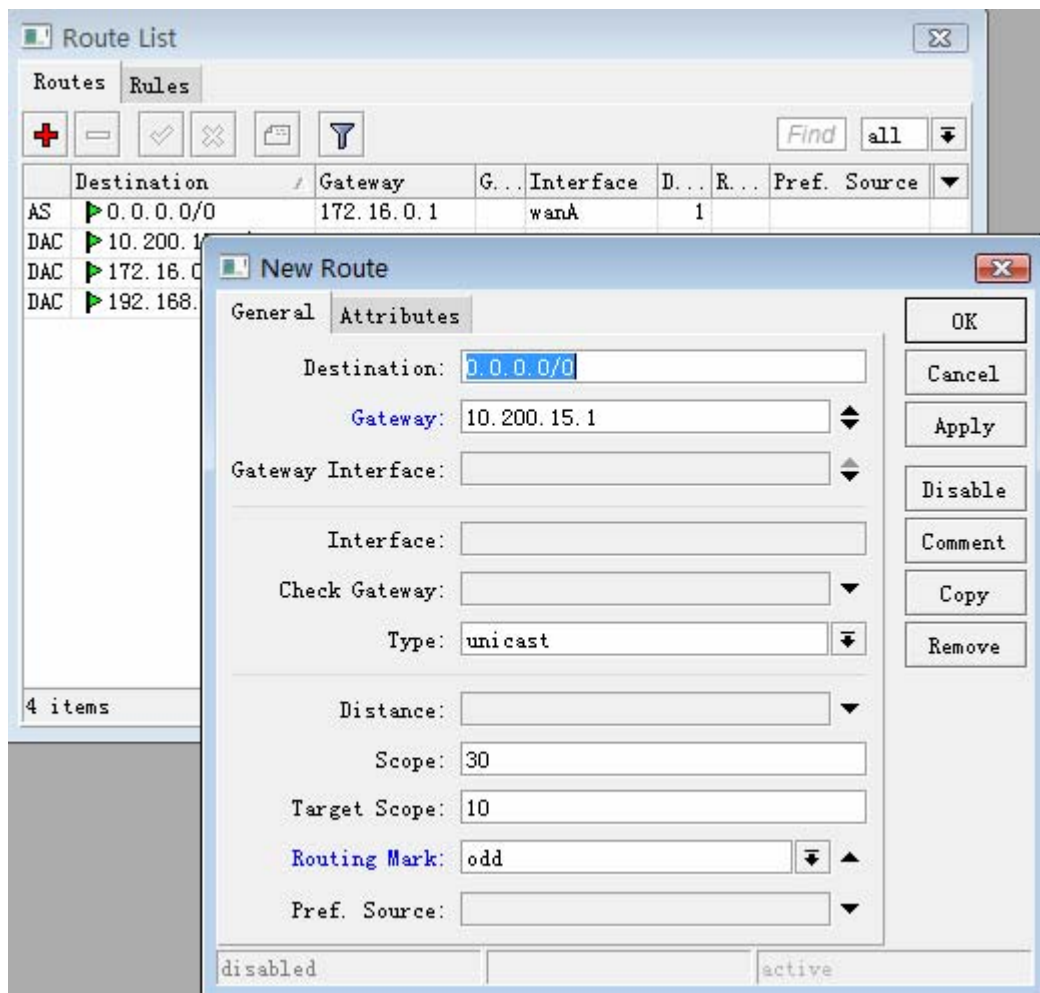 Route List
Routes Rules
Find all
Destination Gateway G... Interface D... R... Pref. Source
AS 0.0.0.0/0 172.16.0.1 wanA 1
DAC 10.200.1
DAC 172.16.0
DAC 192.168.
4 items
New Route
General Attributes
Destination: 0.0.0.0/0
Gateway: 10.200.15.1
Gateway Interface:
Interface:
Check Gateway:
Type: unicast
Distance:
Scope: 30
Target Scope: 10
Routing Mark: odd
Pref. Source:
OK
Cancel
Apply
Disable
Comment
Copy
Remove
disabled active